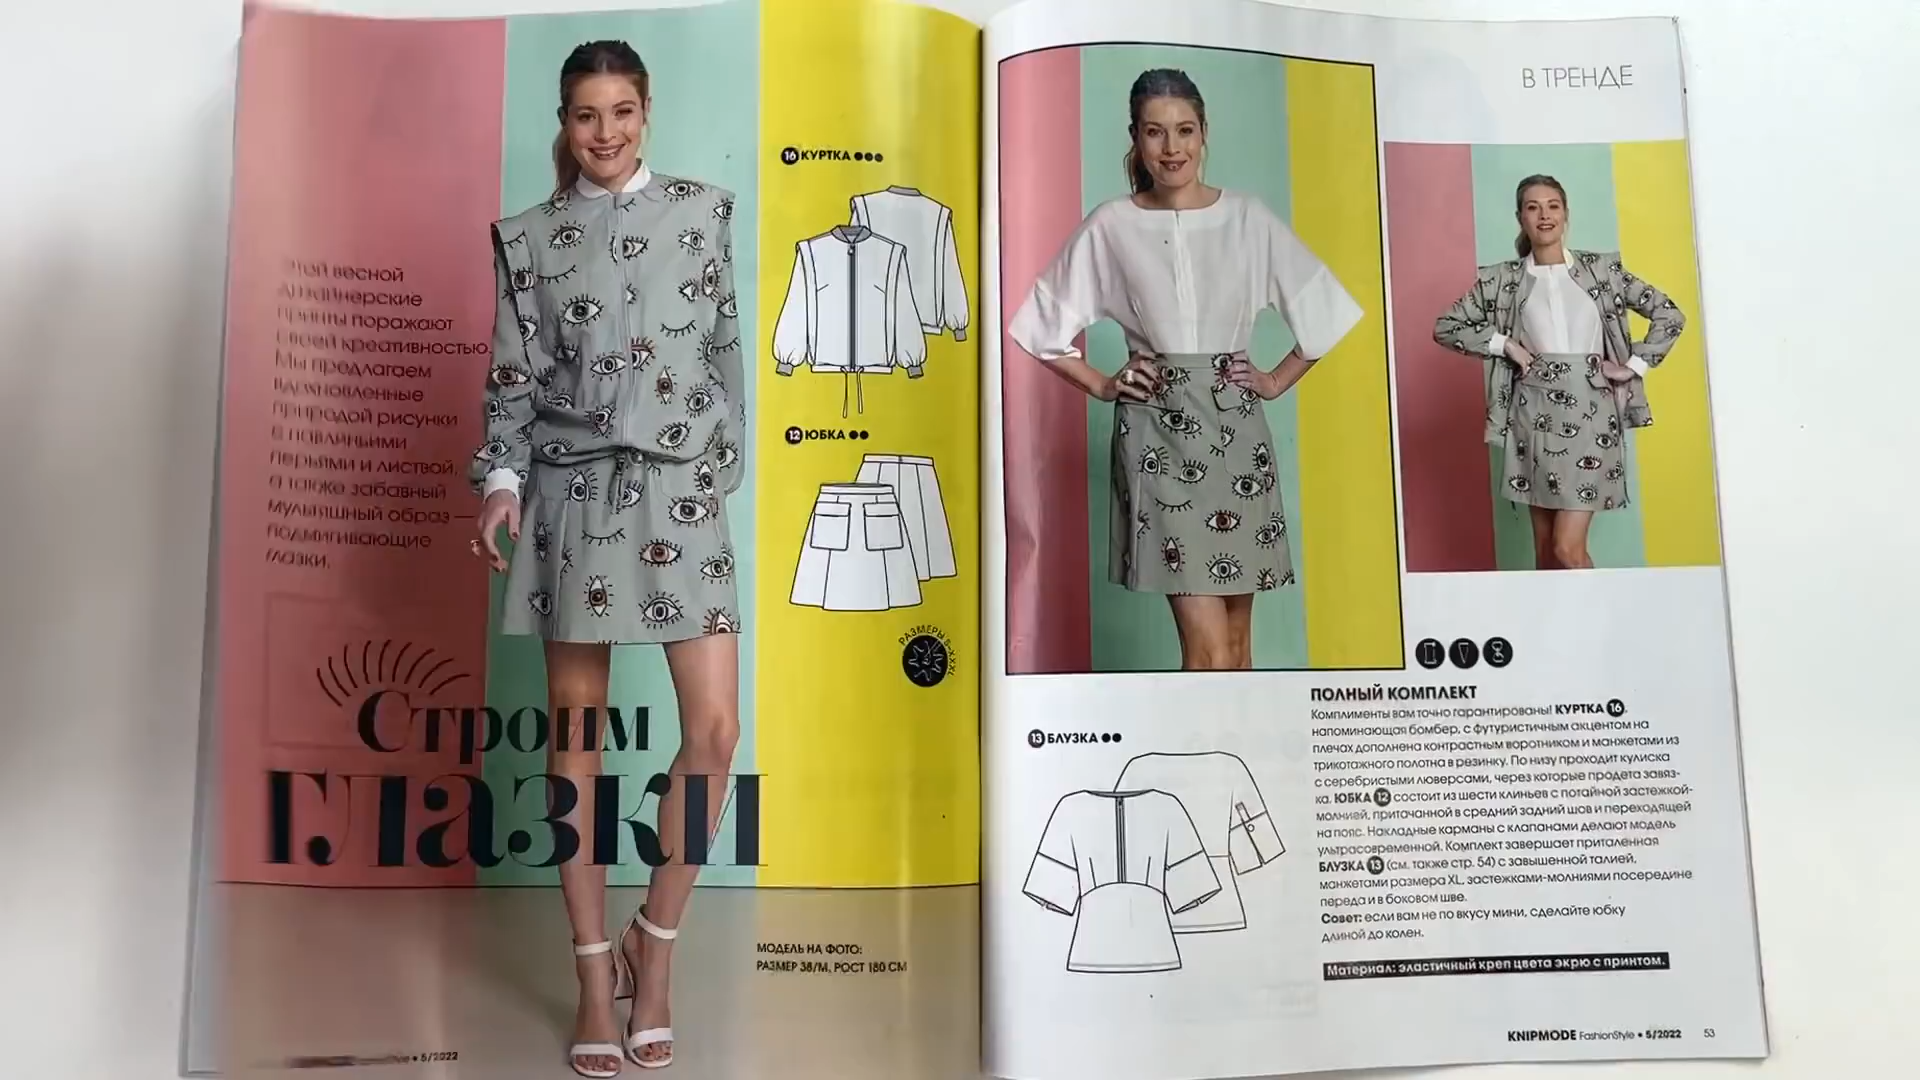 Этой весной
дизайнерские
принты поражают
своей креативностью.
Мы предлагаем
вдохновленные
природой рисунки
с павлиньими
перьями и листвой,
а также забавный
мультяшный образ —
подмигивающие
глазки.
Строим
глазки
16 КУРТКА
12 ЮБКА
РАЗМЕРЫ S-XXXL
МОДЕЛЬ НА ФОТО:
РАЗМЕР 38/M, РОСТ 180 СМ
• 5/2022
В ТРЕНДЕ
13 БЛУЗКА
ПОЛНЫЙ КОМПЛЕКТ
Комплименты вам точно гарантированы! КУРТКА 16,
напоминающая бомбер, с футуристичным акцентом на
плечах дополнена контрастным воротником и манжетами из
трикотажного полотна в резинку. По низу проходит кулиска
с серебристыми люверсами, через которые продета завяз-
ка. ЮБКА 12 состоит из шести клиньев с потайной застежкой-
молнией, притачанной в средний задний шов и переходящей
на пояс. Накладные карманы с клапанами делают модель
ультрасовременной. Комплект завершает приталенная
БЛУЗКА 13 (см. также стр. 54) с завышенной талией,
манжетами размера XL, застежками-молниями посередине
переда и в боковом шве.
Совет: если вам не по вкусу мини, сделайте юбку
длиной до колен.
Материал: эластичный креп цвета экрю с принтом.
KNIPMODE FashionStyle • 5/2022 53